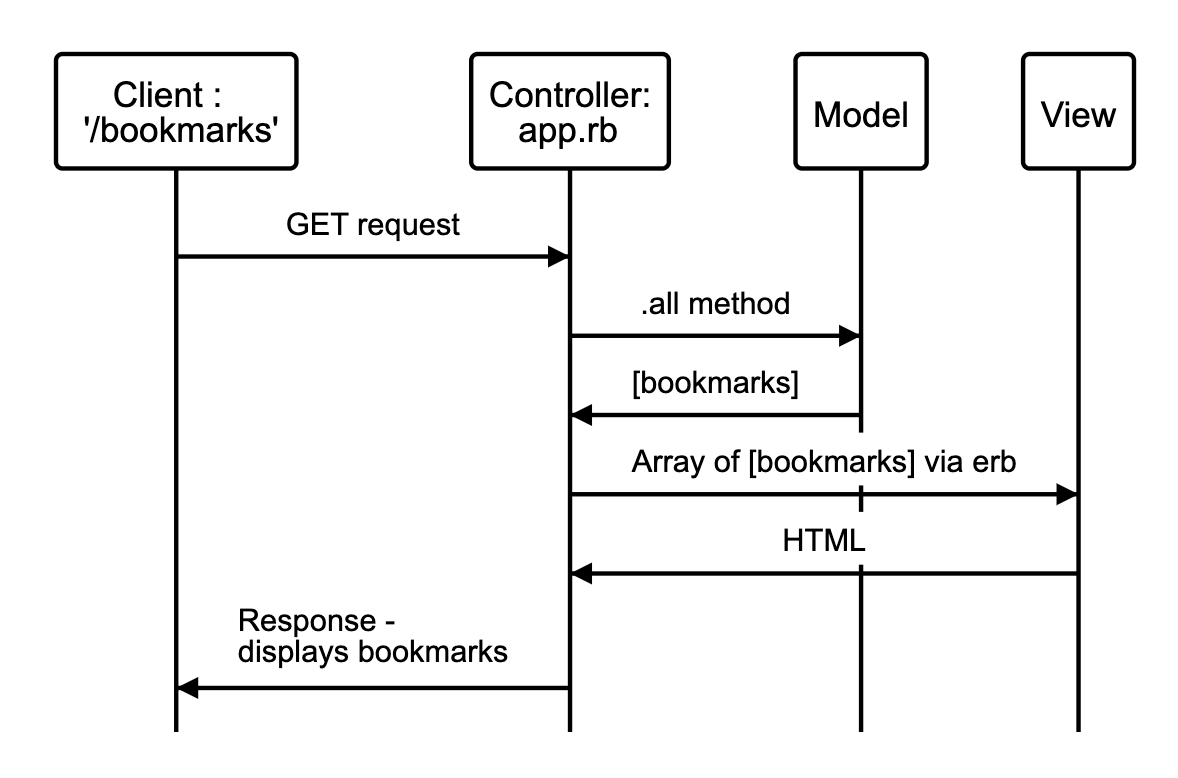 Client :
'/bookmarks'
Controller:
app.rb
Model
View
GET request
.all method
[bookmarks]
Array of [bookmarks] via erb
HTML
Response -
displays bookmarks